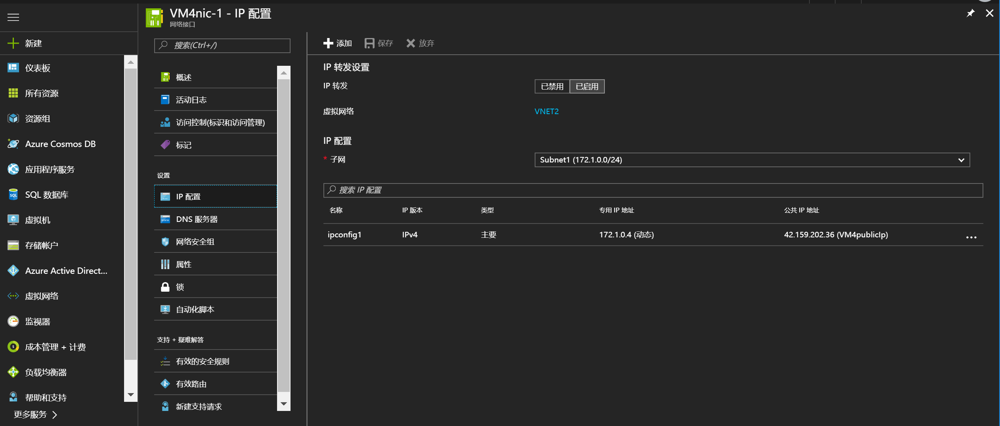 VM4nic-1 - IP 配置
网络接口
新建
仪表板
所有资源
资源组
Azure Cosmos DB
应用程序服务
SQL 数据库
虚拟机
存储帐户
Azure Active Direct...
虚拟网络
监视器
成本管理 + 计费
负载均衡器
帮助和支持
更多服务
搜索(Ctrl+/)
概述
活动日志
访问控制(标识和访问管理)
标记
设置
IP 配置
DNS 服务器
网络安全组
属性
锁
自动化脚本
支持 + 疑难解答
有效的安全规则
有效路由
新建支持请求
添加 保存 放弃
IP 转发设置
IP 转发 已禁用 已启用
虚拟网络 VNET2
IP 配置
* 子网 Subnet1 (172.1.0.0/24)
搜索 IP 配置
名称 IP 版本 类型 专用 IP 地址 公共 IP 地址
ipconfig1 IPv4 主要 172.1.0.4 (动态) 42.159.202.36 (VM4publicIp) ...